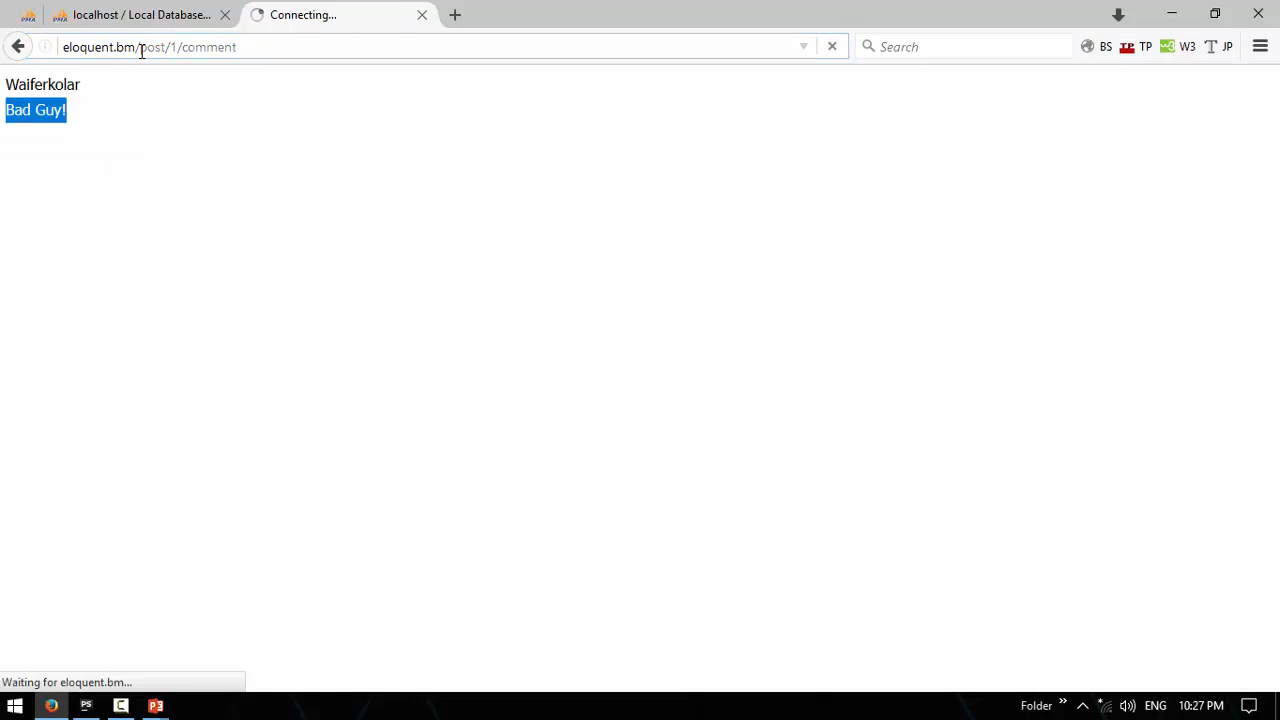 localhost / Local Database...
Connecting...
eloquent.bm/post/1/comment
Search
BS
TP
W3
JP
Waiferkolar
Bad Guy!
Waiting for eloquent.bm...
Folder
ENG
10:27 PM